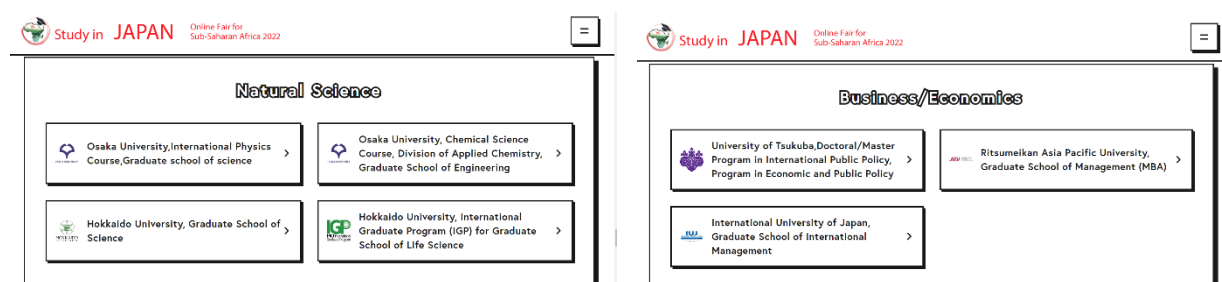 Study in JAPAN
Online Fair for
Sub-Saharan Africa 2022
Natural Science
Osaka University,International Physics
Course,Graduate school of science
Osaka University, Chemical Science
Course, Division of Applied Chemistry,
Graduate School of Engineering
Hokkaido University, Graduate School of
Science
IGP
Hokkaido University, International
Graduate Program (IGP) for Graduate
School of Life Science
Study in JAPAN
Online Fair for
Sub-Saharan Africa 2022
Business/Economics
University of Tsukuba,Doctoral/Master
Program in International Public Policy,
Program in Economic and Public Policy
Ritsumeikan Asia Pacific University,
Graduate School of Management (MBA)
IUJ
International University of Japan,
Graduate School of International
Management